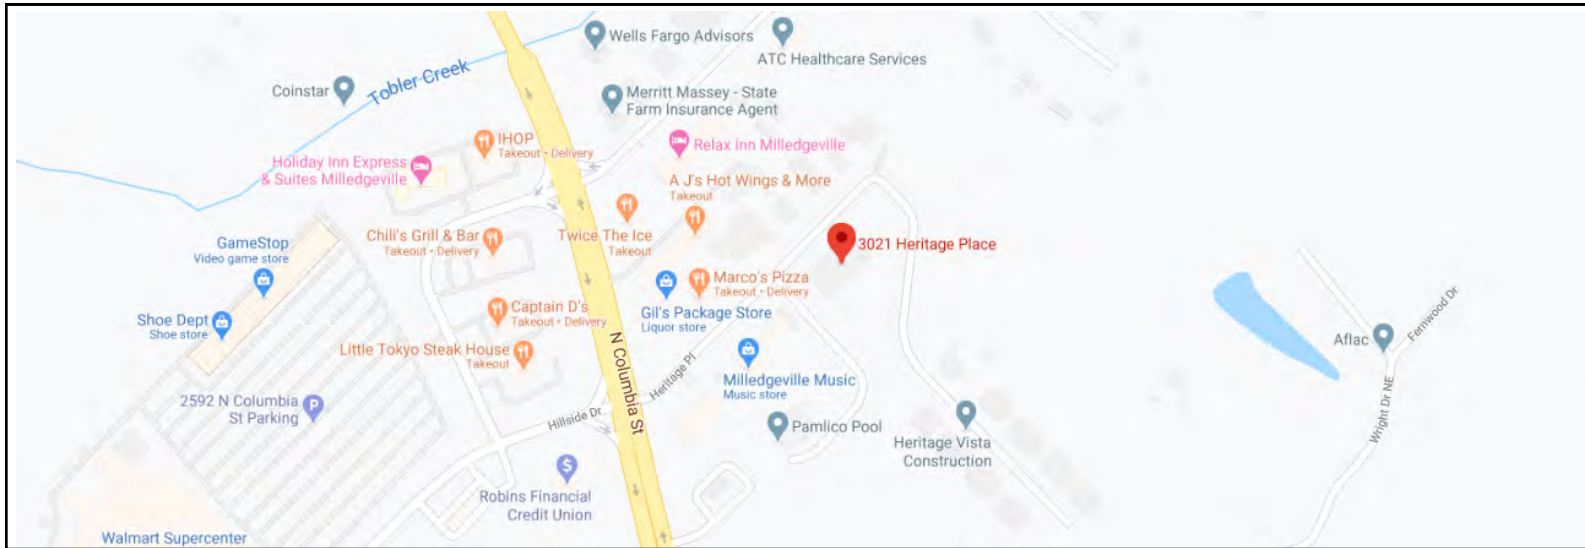 Wells Fargo Advisors
ATC Healthcare Services
Tobler Creek
Coinstar
Merritt Massey - State
Farm Insurance Agent
IHOP
Takeout • Delivery
Relax Inn Milledgeville
Holiday Inn Express
& Suites Milledgeville
A J's Hot Wings & More
Takeout
GameStop
Video game store
Chili's Grill & Bar
Takeout • Delivery
Twice The Ice
Takeout
3021 Heritage Place
Marco's Pizza
Takeout • Delivery
Shoe Dept
Shoe store
Captain D's
Takeout • Delivery
Gil's Package Store
Liquor store
Fernwood Dr
Aflac
Little Tokyo Steak House
Takeout
N Columbia St
Heritage Pl
Milledgeville Music
Music store
2592 N Columbia
St Parking
Hillside Dr
Pamlico Pool
Heritage Vista
Construction
Wright Dr NE
Robins Financial
Credit Union
Walmart Supercenter